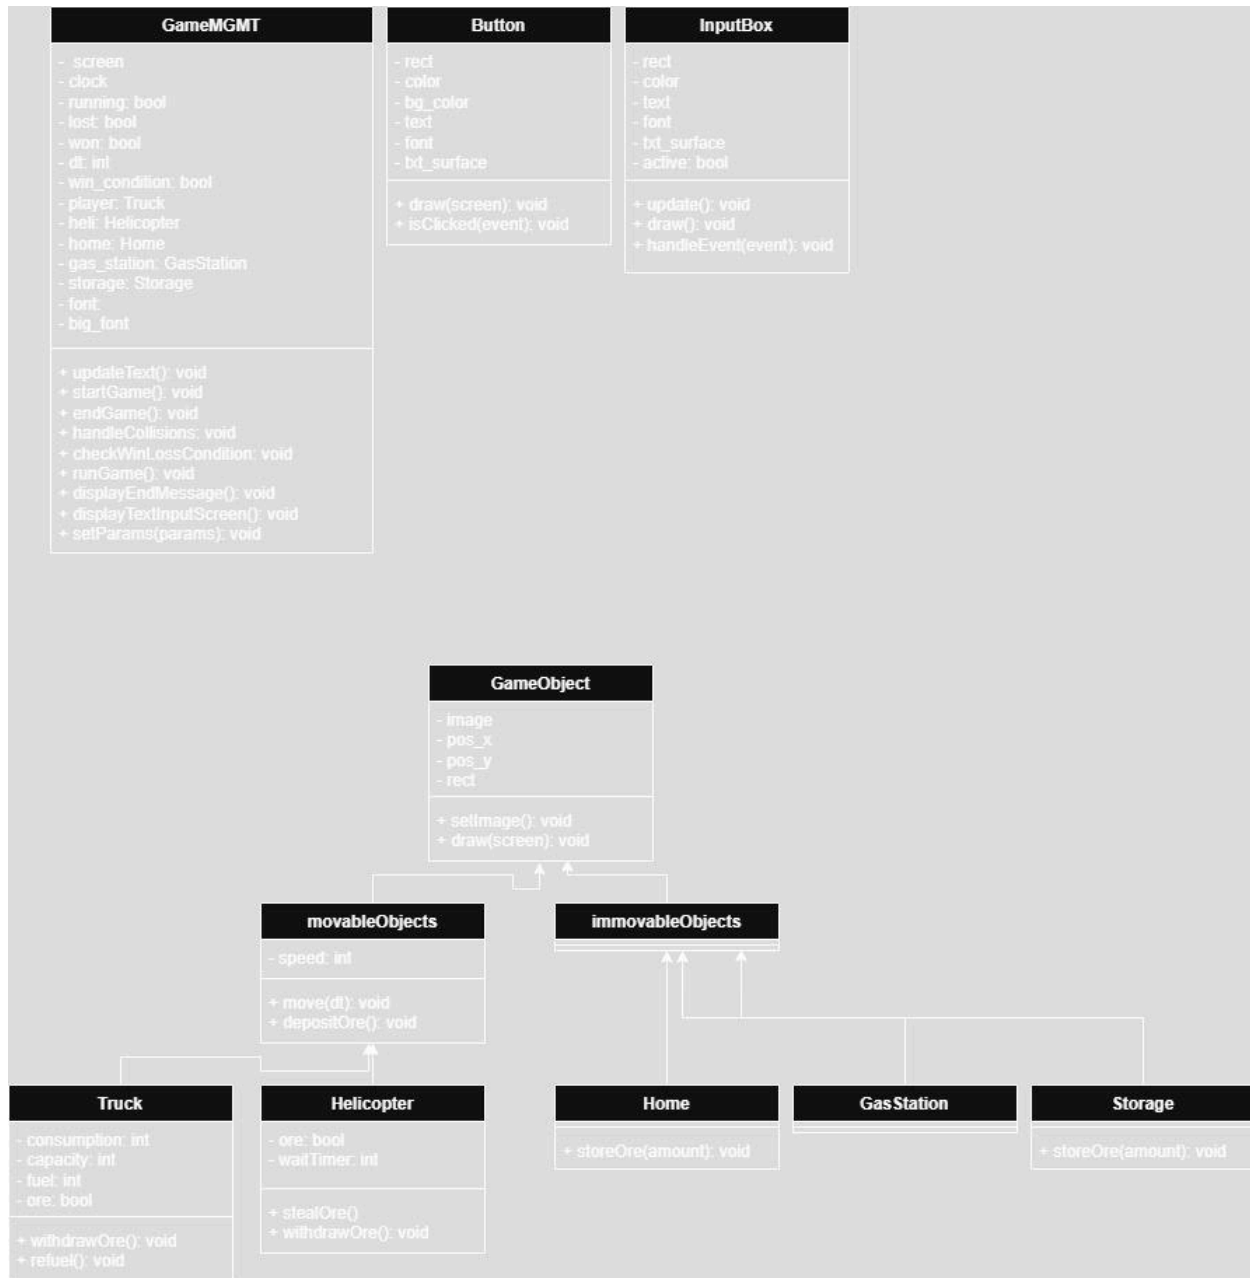 GameMGMT
- screen
- clock
- running: bool
- lost: bool
- won: bool
- dt: int
- win_condition: bool
- player: Truck
- heli: Helicopter
- home: Home
- gas_station: GasStation
- storage: Storage
- font:
- big_font
+ updateText(): void
+ startGame(): void
+ endGame(): void
+ handleCollisions: void
+ checkWinLossCondition: void
+ runGame(): void
+ displayEndMessage(): void
+ displayTextInputScreen(): void
+ setParams(params): void
Button
- rect
- color
- bg_color
- text
- font
- txt_surface
+ draw(screen): void
+ isClicked(event): void
InputBox
- rect
- color
- text
- font
- txt_surface
- active: bool
+ update(): void
+ draw(): void
+ handleEvent(event): void
GameObject
- image
- pos_x
- pos_y
- rect
+ setImage(): void
+ draw(screen): void
movableObjects
- speed: int
+ move(dt): void
+ depositOre(): void
immovableObjects
Truck
- consumption: int
- capacity: int
- fuel: int
- ore: bool
+ withdrawOre(): void
+ refuel(): void
Helicopter
- ore: bool
- waitTimer: int
+ stealOre()
+ withdrawOre(): void
Home
+ storeOre(amount): void
GasStation
Storage
+ storeOre(amount): void